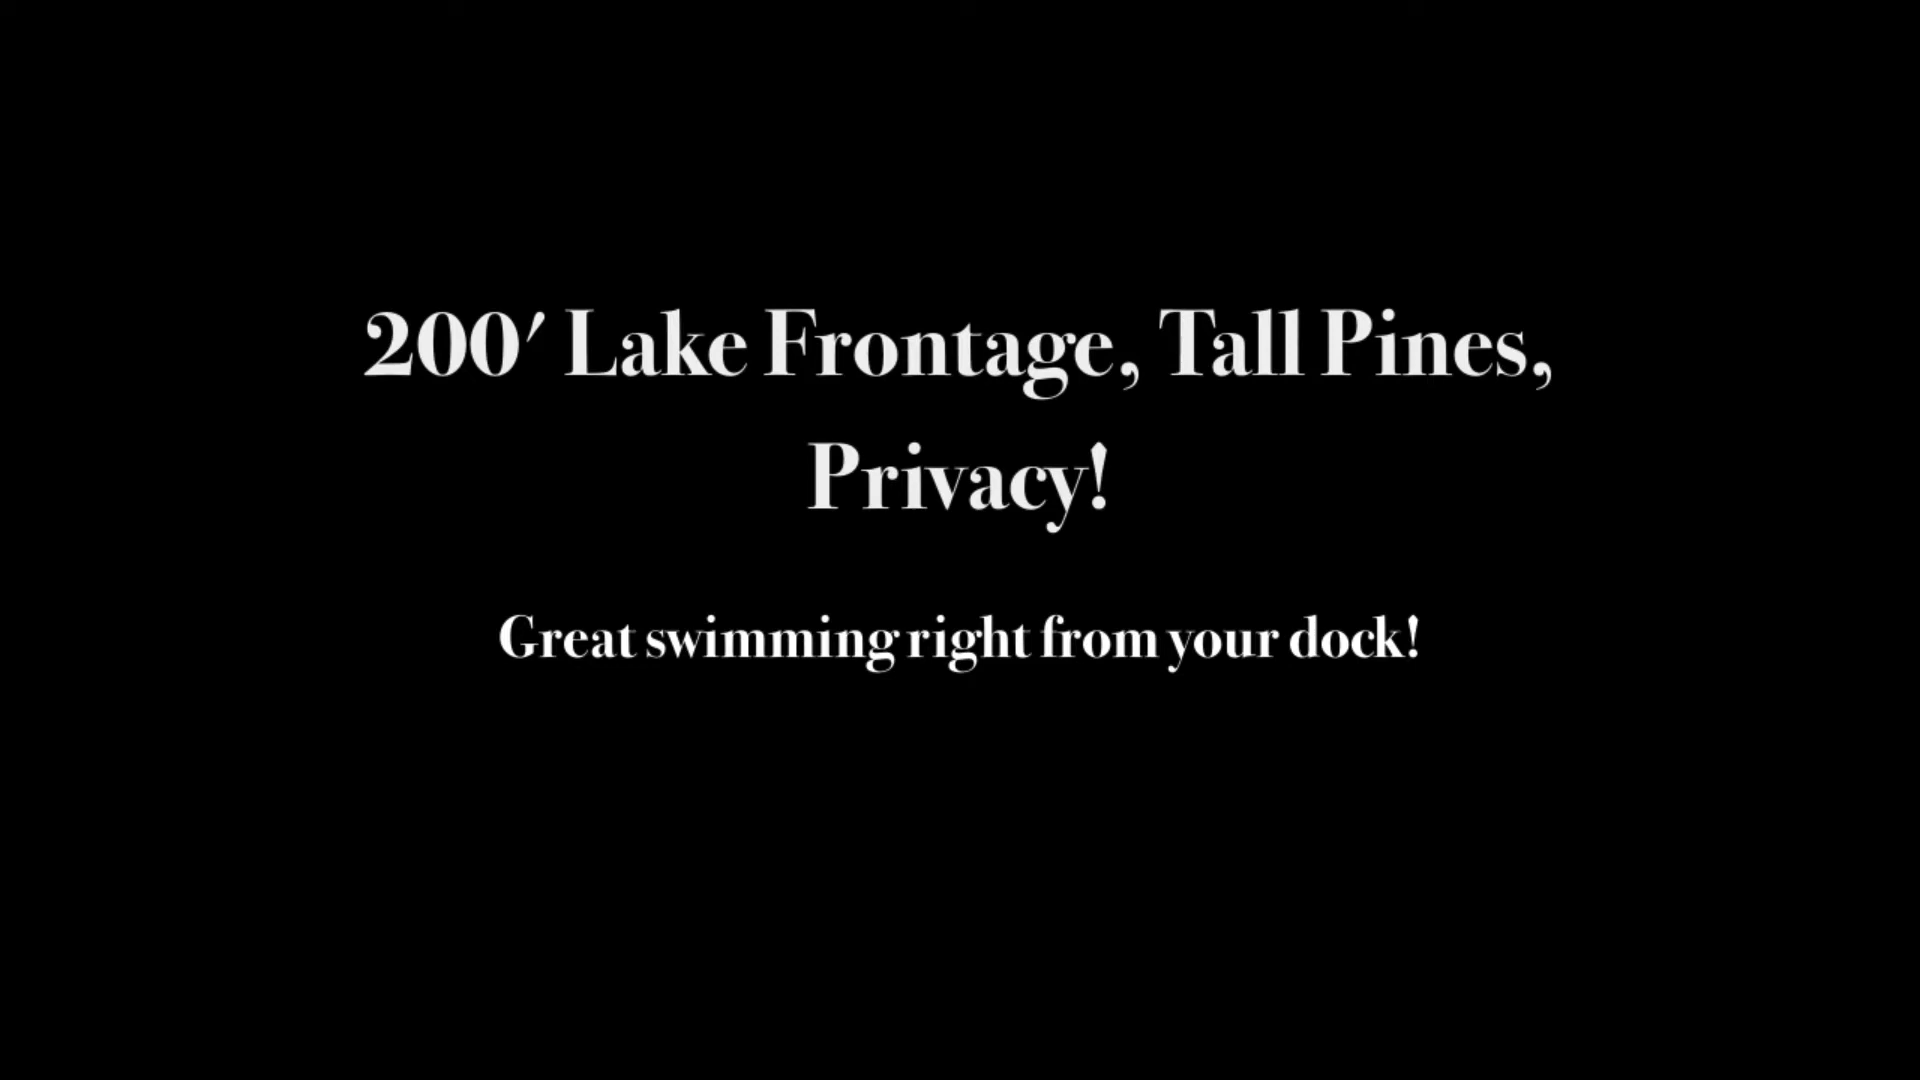 200′ Lake Frontage, Tall Pines,
Privacy!
Great swimming right from your dock!